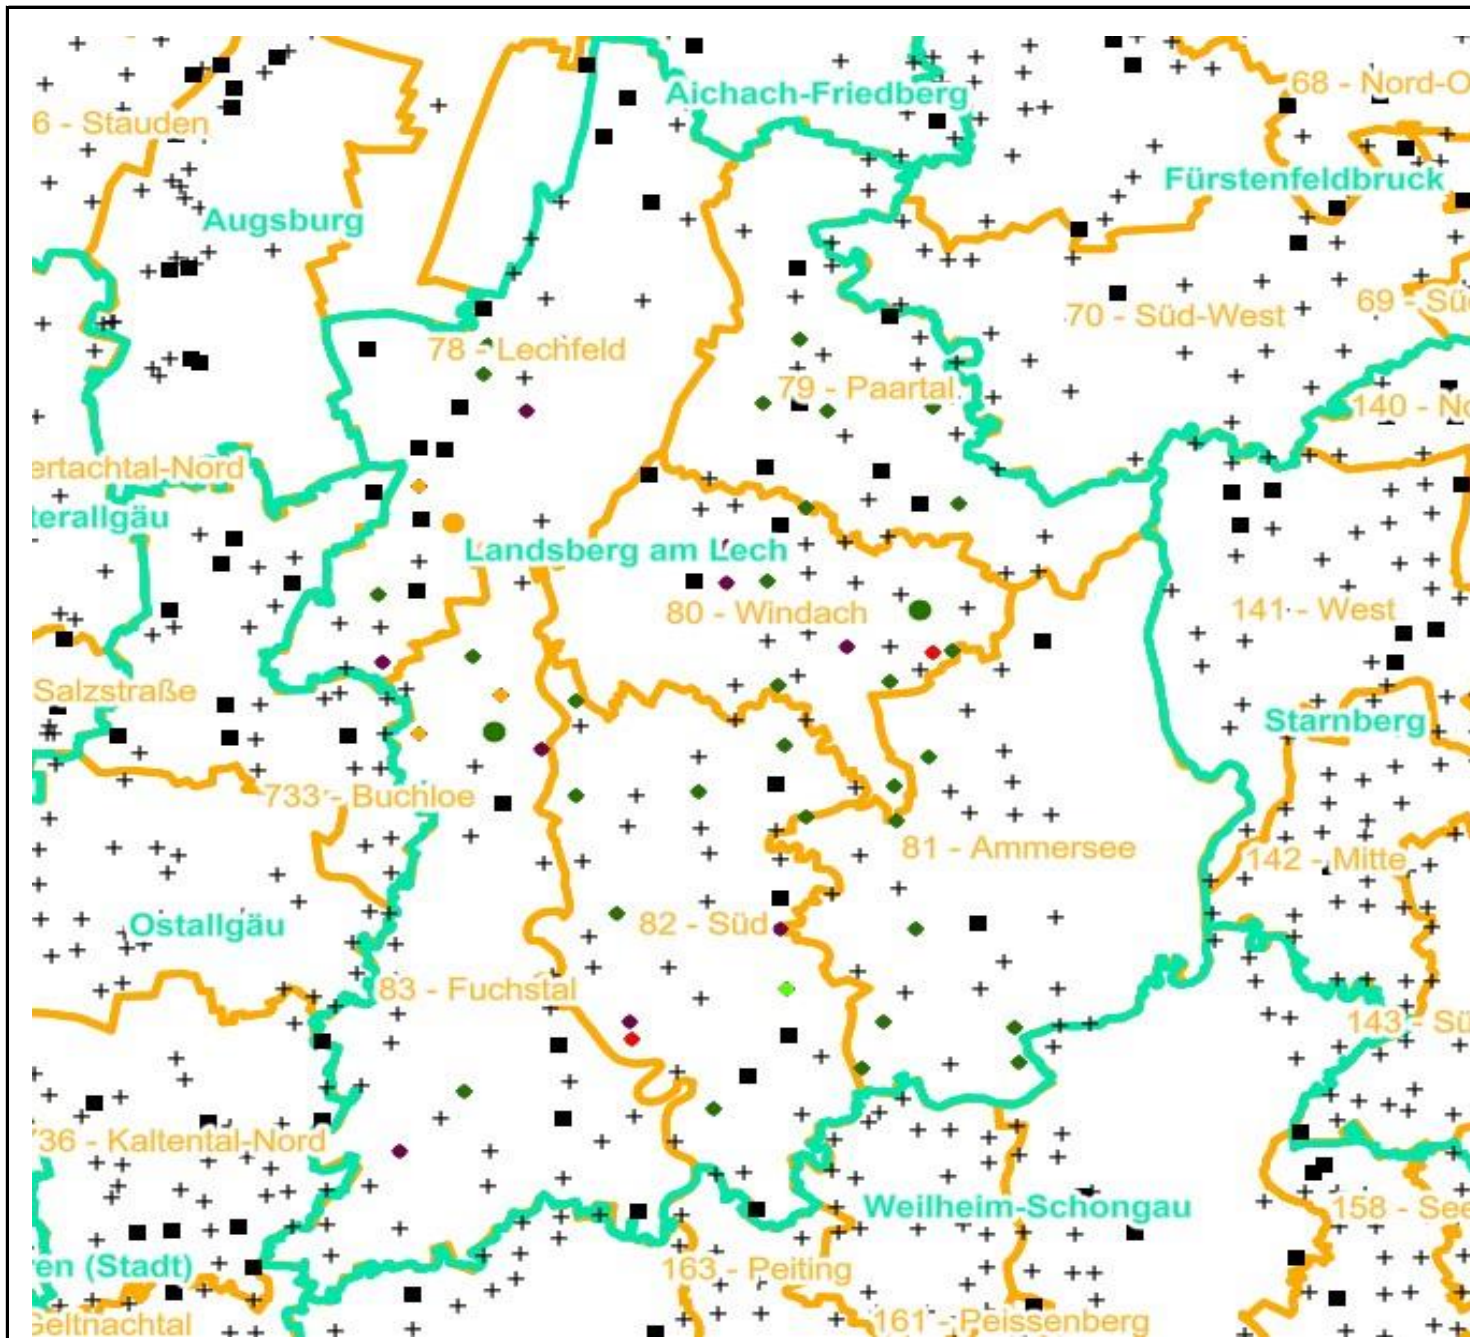 68 - Nord-O
Aichach-Friedberg
6 - Stauden
Fürstenfeldbruck
Augsburg
69 - Sü
70 - Süd-West
78 - Lechfeld
79 - Paartal
140 - No
ertachtal-Nord
terallgäu
Landsberg am Lech
80 - Windach
141 - West
Salzstraße
Starnberg
733 - Buchloe
81 - Ammersee
142 - Mitte
Ostallgäu
82 - Süd
83 - Fuchstal
143 - Sü
736 - Kaltental-Nord
Weilheim-Schongau
158 - See
en (Stadt)
163 - Peiting
Geltnachtal
161 - Peissenberg